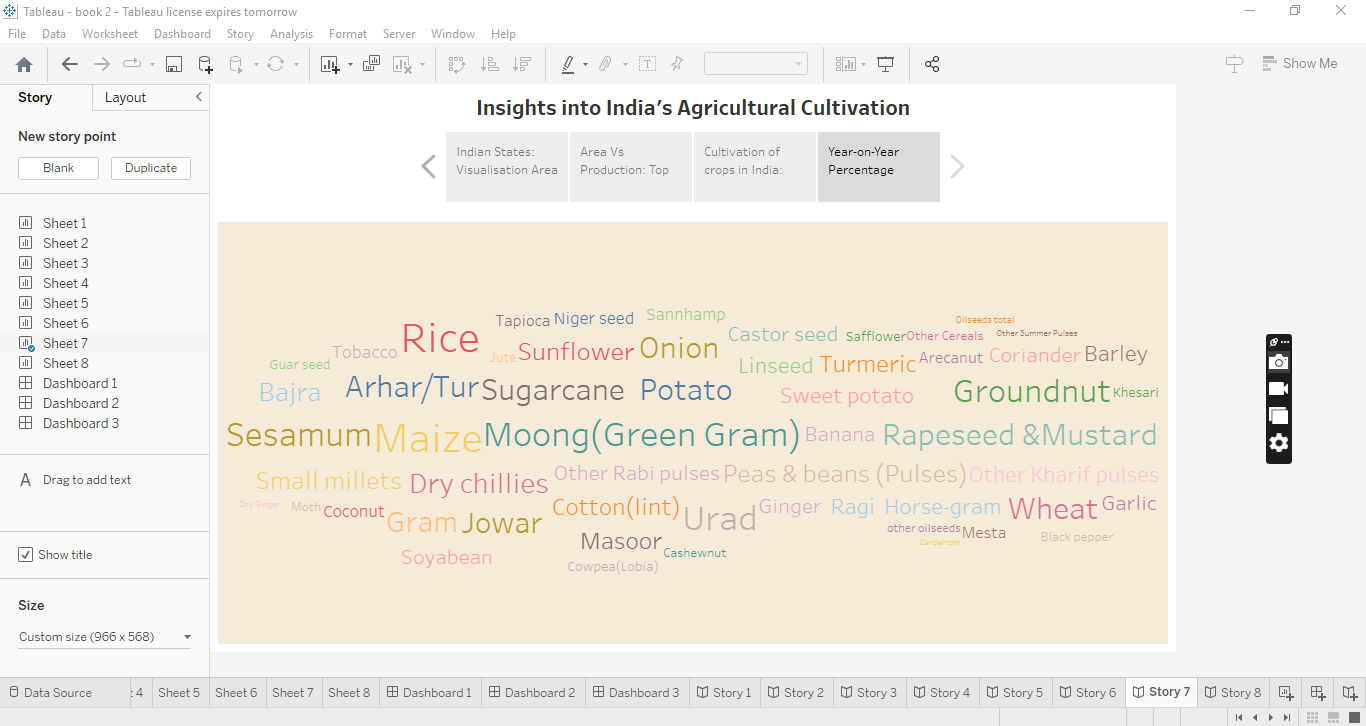 Tableau - book 2 - Tableau license expires tomorrow
File Data Worksheet Dashboard Story Analysis Format Server Window Help
Show Me
Story Layout
New story point
Blank Duplicate
Sheet 1
Sheet 2
Sheet 3
Sheet 4
Sheet 5
Sheet 6
Sheet 7
Sheet 8
Dashboard 1
Dashboard 2
Dashboard 3
A Drag to add text
Show title
Size
Custom size (966 x 568)
Insights into India's Agricultural Cultivation
Indian States:
Visualisation Area
Area Vs
Production: Top
Cultivation of
crops in India:
Year-on-Year
Percentage
Rice
Tapioca
Niger seed
Sannhamp
Castor seed
Safflower
Other Cereals
Oilseeds total
Other Summer Pulses
Guar seed
Tobacco
Jute
Sunflower
Onion
Linseed
Turmeric
Arecanut
Coriander
Barley
Bajra
Arhar/Tur
Sugarcane
Potato
Sweet potato
Groundnut
Khesari
Sesamum
Maize
Moong(Green Gram)
Banana
Rapeseed &Mustard
Small millets
Dry chillies
Other Rabi pulses
Peas & beans (Pulses)
Other Kharif pulses
Dry Ginger
Moth
Coconut
Gram
Jowar
Cotton(lint)
Urad
Ginger
Ragi
Horse-gram
Wheat
Garlic
Masoor
other oilseeds
Mesta
Cardamom
Black pepper
Soyabean
Cashewnut
Cowpea(Lobia)
Data Source : 4 Sheet 5 Sheet 6 Sheet 7 Sheet 8 Dashboard 1 Dashboard 2 Dashboard 3 Story 1 Story 2 Story 3 Story 4 Story 5 Story 6 Story 7 Story 8